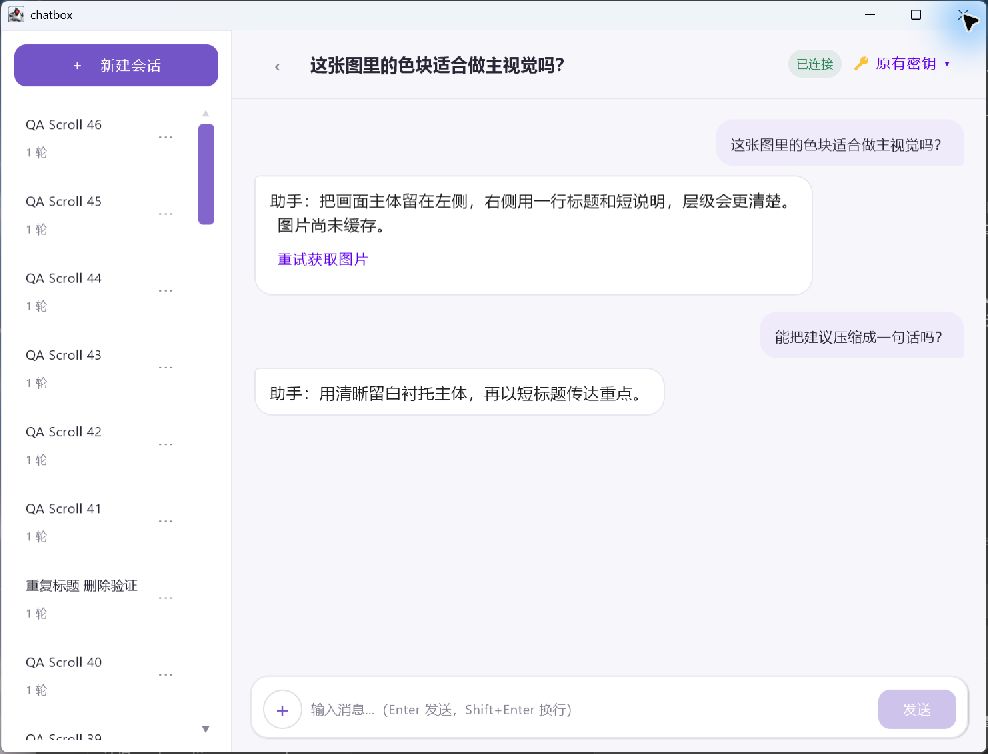 chatbox
+ 新建会话
QA Scroll 46
1 轮
QA Scroll 45
1 轮
QA Scroll 44
1 轮
QA Scroll 43
1 轮
QA Scroll 42
1 轮
QA Scroll 41
1 轮
重复标题 删除验证
1 轮
QA Scroll 40
1 轮
QA Scroll 39
这张图里的色块适合做主视觉吗?
已连接
原有密钥
这张图里的色块适合做主视觉吗?
助手：把画面主体留在左侧，右侧用一行标题和短说明，层级会更清楚。
图片尚未缓存。
重试获取图片
能把建议压缩成一句话吗?
助手：用清晰留白衬托主体，再以短标题传达重点。
+ 输入消息... (Enter 发送, Shift+Enter 换行)
发送